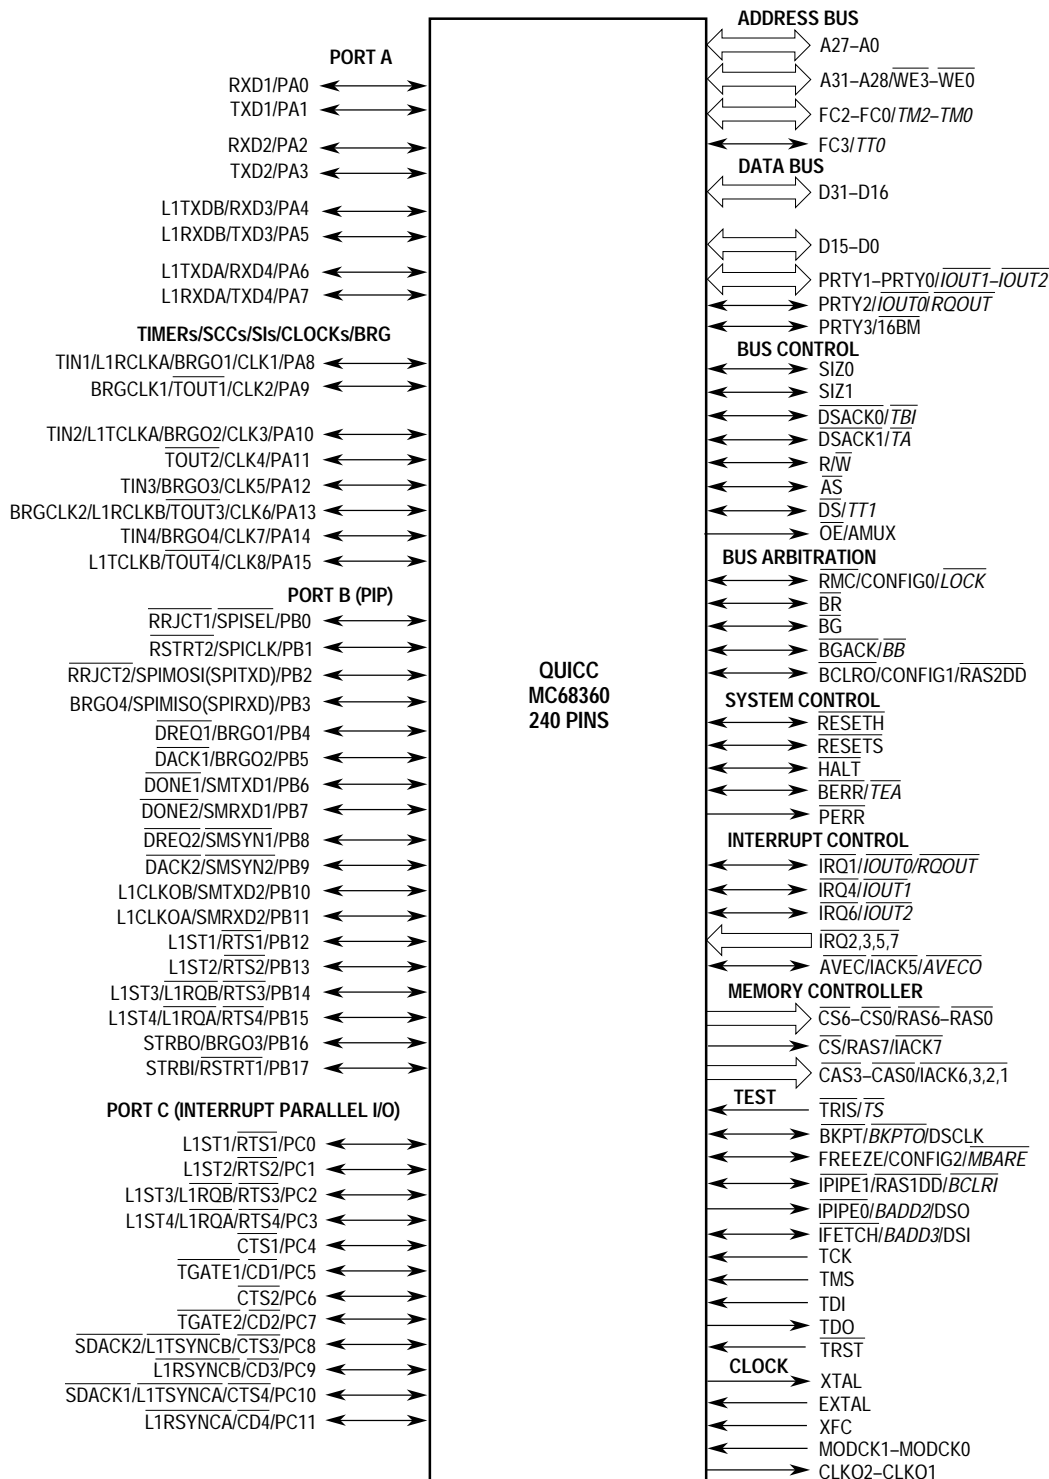 PORT A
RXD1/PA0
TXD1/PA1
RXD2/PA2
TXD2/PA3
L1TXDB/RXD3/PA4
L1RXDB/TXD3/PA5
L1TXDA/RXD4/PA6
L1RXDA/TXD4/PA7
TIMERs/SCCs/SIs/CLOCKs/BRG
TIN1/L1RCLKA/BRGO1/CLK1/PA8
BRGCLK1/TOUT1/CLK2/PA9
TIN2/L1TCLKA/BRGO2/CLK3/PA10
TOUT2/CLK4/PA11
TIN3/BRGO3/CLK5/PA12
BRGCLK2/L1RCLKB/TOUT3/CLK6/PA13
TIN4/BRGO4/CLK7/PA14
L1TCLKB/TOUT4/CLK8/PA15
PORT B (PIP)
RRJCT1/SPISEL/PB0
RSTRT2/SPICLK/PB1
RRJCT2/SPIMOSI(SPITXD)/PB2
BRGO4/SPIMISO(SPIRXD)/PB3
DREQ1/BRGO1/PB4
DACK1/BRGO2/PB5
DONE1/SMTXD1/PB6
DONE2/SMRXD1/PB7
DREQ2/SMSYN1/PB8
DACK2/SMSYN2/PB9
L1CLKOB/SMTXD2/PB10
L1CLKOA/SMRXD2/PB11
L1ST1/RTS1/PB12
L1ST2/RTS2/PB13
L1ST3/L1RQB/RTS3/PB14
L1ST4/L1RQA/RTS4/PB15
STRBO/BRGO3/PB16
STRBI/RSTRT1/PB17
PORT C (INTERRUPT PARALLEL I/O)
L1ST1/RTS1/PC0
L1ST2/RTS2/PC1
L1ST3/L1RQB/RTS3/PC2
L1ST4/L1RQA/RTS4/PC3
CTS1/PC4
TGATE1/CD1/PC5
CTS2/PC6
TGATE2/CD2/PC7
SDACK2/L1TSYNCB/CTS3/PC8
L1RSYNCB/CD3/PC9
SDACK1/L1TSYNCA/CTS4/PC10
L1RSYNCA/CD4/PC11
QUICC
MC68360
240 PINS
ADDRESS BUS
A27–A0
A31–A28/WE3–WE0
FC2–FC0/TM2–TM0
FC3/TT0
DATA BUS
D31–D16
D15–D0
PRTY1–PRTY0/IOUT1–IOUT2
PRTY2/IOUT0/RQOUT
PRTY3/16BM
BUS CONTROL
SIZ0
SIZ1
DSACK0/TBI
DSACK1/TA
R/W
AS
DS/TT1
OE/AMUX
BUS ARBITRATION
RMC/CONFIG0/LOCK
BR
BG
BGACK/BB
BCLRO/CONFIG1/RAS2DD
SYSTEM CONTROL
RESETH
RESETS
HALT
BERR/TEA
PERR
INTERRUPT CONTROL
IRQ1/IOUT0/RQOUT
IRQ4/IOUT1
IRQ6/IOUT2
IRQ2,3,5,7
AVEC/IACK5/AVECO
MEMORY CONTROLLER
CS6–CS0/RAS6–RAS0
CS/RAS7/IACK7
CAS3–CAS0/IACK6,3,2,1
TEST
TRIS/TS
BKPT/BKPTO/DSCLK
FREEZE/CONFIG2/MBARE
IPIPE1/RAS1DD/BCLRI
IPIPE0/BADD2/DSO
IFETCH/BADD3/DSI
TCK
TMS
TDI
TDO
TRST
CLOCK
XTAL
EXTAL
XFC
MODCK1–MODCK0
CLKO2–CLKO1